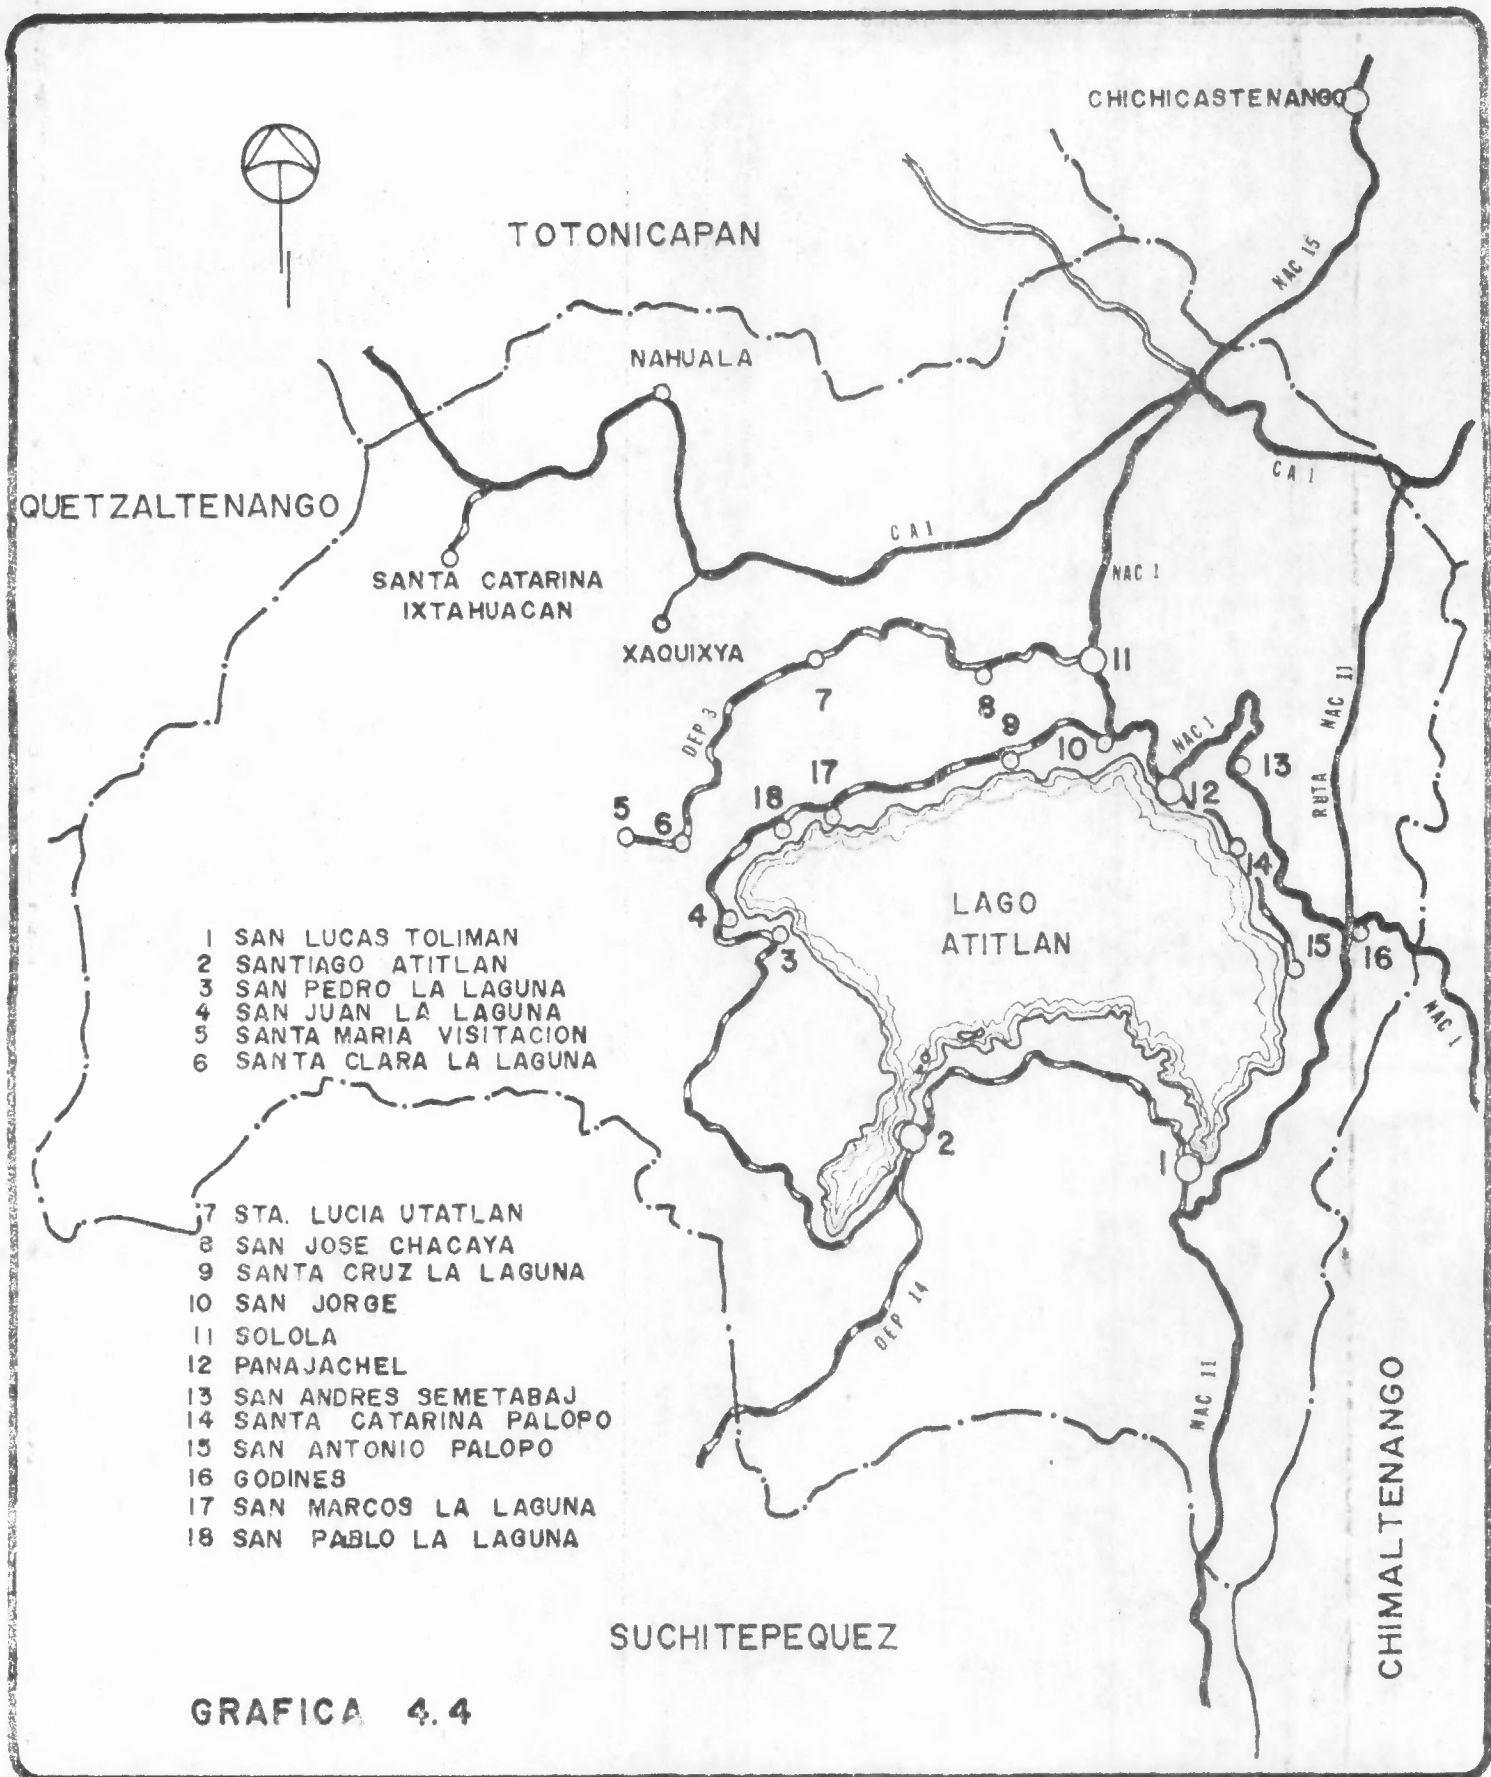 CHICHICASTENANGO
TOTONICAPAN
NAC 15
NAHUALA
QUETZALTENANGO
CA 1
CA 1
SANTA CATARINA
IXTAHUACAN
NAC 1
XAQUIXYA
11
7
8
NAC 11
RUTA
DEP 3
9
10
NAC 1
13
17
12
18
5
6
14
LAGO
ATITLAN
4
3
15
16
NAC 1
1 SAN LUCAS TOLIMAN
2 SANTIAGO ATITLAN
3 SAN PEDRO LA LAGUNA
4 SAN JUAN LA LAGUNA
5 SANTA MARIA VISITACION
6 SANTA CLARA LA LAGUNA
2
1
7 STA. LUCIA UTATLAN
8 SAN JOSE CHACAYA
9 SANTA CRUZ LA LAGUNA
10 SAN JORGE
11 SOLOLA
12 PANAJACHEL
13 SAN ANDRES SEMETABAJ
14 SANTA CATARINA PALOPO
15 SAN ANTONIO PALOPO
16 GODINES
17 SAN MARCOS LA LAGUNA
18 SAN PABLO LA LAGUNA
DEP 14
NAC 11
CHIMALTENANGO
SUCHITEPEQUEZ
GRAFICA 4.4